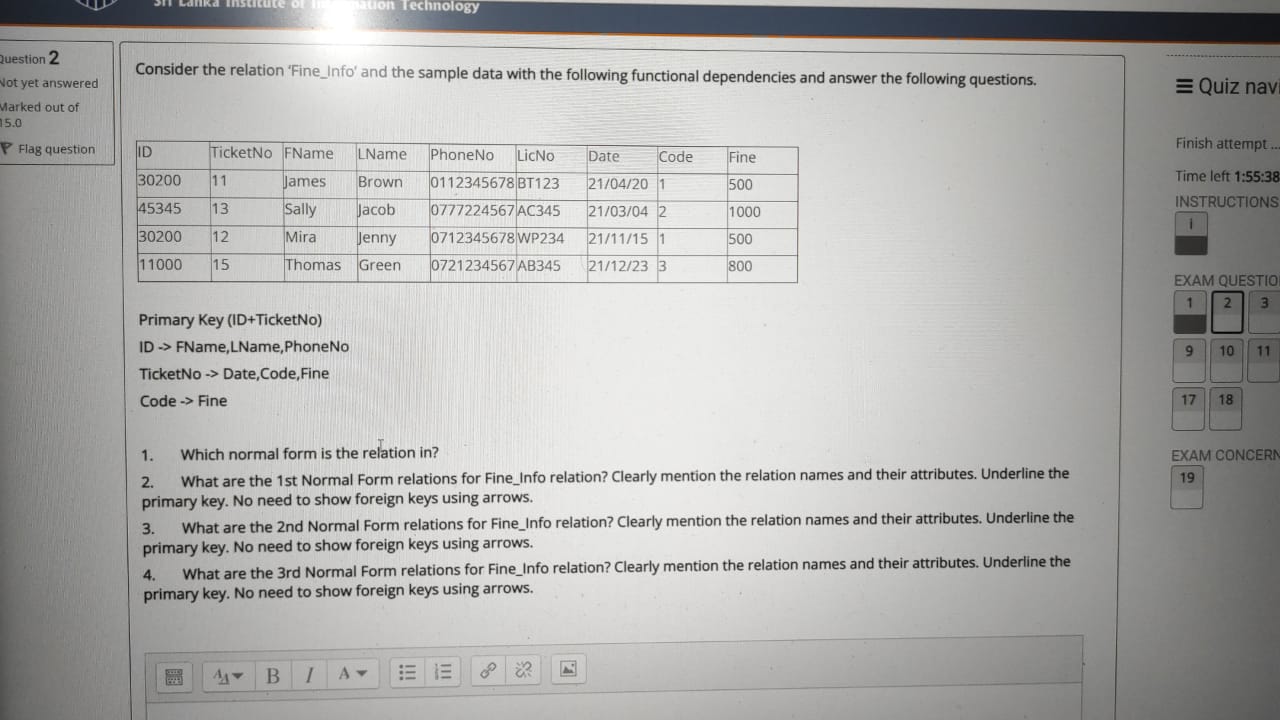 Sri Lanka Institute of Information Technology
Question 2
Not yet answered
Marked out of
15.0
Flag question
Consider the relation 'Fine_Info' and the sample data with the following functional dependencies and answer the following questions.
ID TicketNo FName LName PhoneNo LicNo Date Code Fine
30200 11 James Brown 0112345678 BT123 21/04/20 1 500
45345 13 Sally Jacob 0777224567 AC345 21/03/04 2 1000
30200 12 Mira Jenny 0712345678 WP234 21/11/15 1 500
11000 15 Thomas Green 0721234567 AB345 21/12/23 3 800
Primary Key (ID+TicketNo)
ID -> FName,LName,PhoneNo
TicketNo -> Date,Code,Fine
Code -> Fine
1. Which normal form is the relation in?
2. What are the 1st Normal Form relations for Fine_Info relation? Clearly mention the relation names and their attributes. Underline the
primary key. No need to show foreign keys using arrows.
3. What are the 2nd Normal Form relations for Fine_Info relation? Clearly mention the relation names and their attributes. Underline the
primary key. No need to show foreign keys using arrows.
4. What are the 3rd Normal Form relations for Fine_Info relation? Clearly mention the relation names and their attributes. Underline the
primary key. No need to show foreign keys using arrows.
B I A
Quiz navi
Finish attempt ...
Time left 1:55:38
INSTRUCTIONS
i
EXAM QUESTIO
1 2 3
9 10 11
17 18
EXAM CONCERN
19